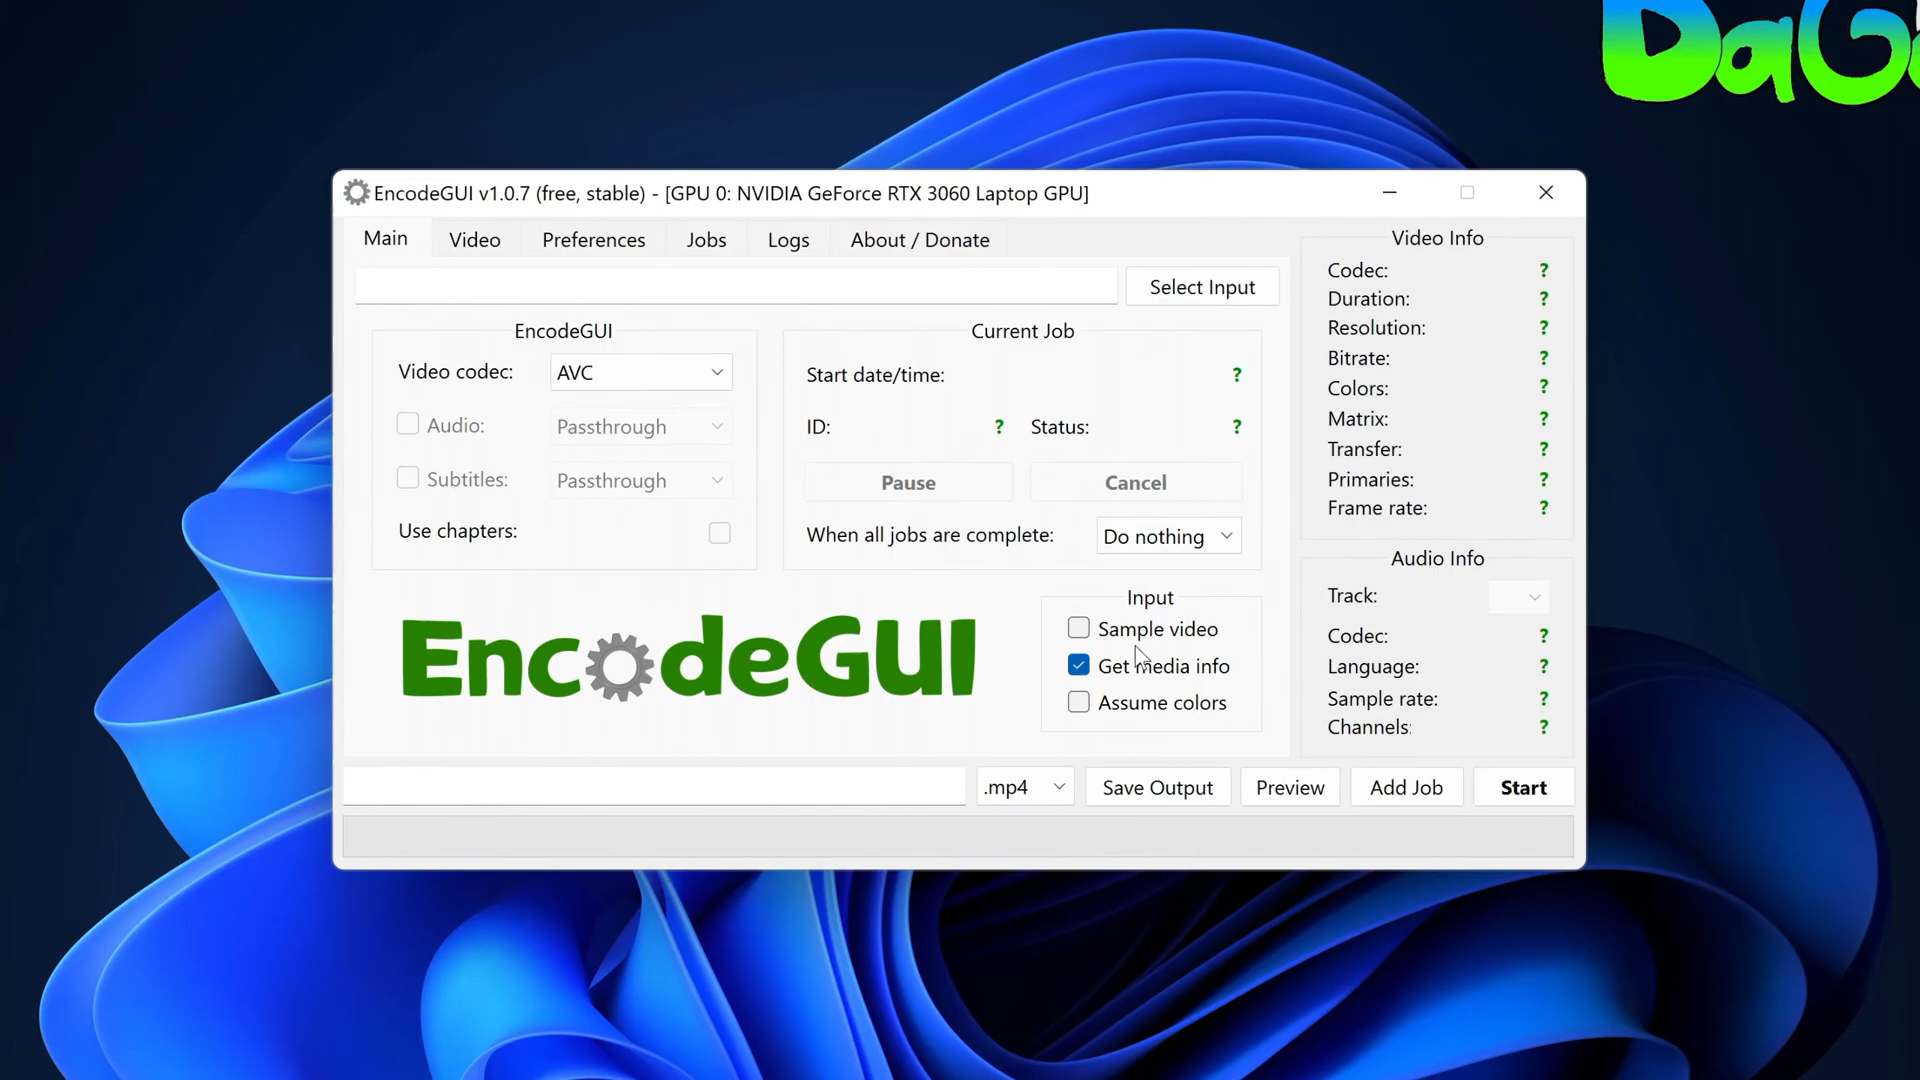 DaG
EncodeGUI v1.0.7 (free, stable) - [GPU 0: NVIDIA GeForce RTX 3060 Laptop GPU]
Main Video Preferences Jobs Logs About / Donate
Select Input
EncodeGUI
Video codec: AVC
Audio: Passthrough
Subtitles: Passthrough
Use chapters:
Current Job
Start date/time: ?
ID: ? Status: ?
Pause Cancel
When all jobs are complete: Do nothing
EncodeGUI
Input
Sample video
Get media info
Assume colors
Video Info
Codec: ?
Duration: ?
Resolution: ?
Bitrate: ?
Colors: ?
Matrix: ?
Transfer: ?
Primaries: ?
Frame rate: ?
Audio Info
Track:
Codec: ?
Language: ?
Sample rate: ?
Channels: ?
.mp4 Save Output Preview Add Job Start